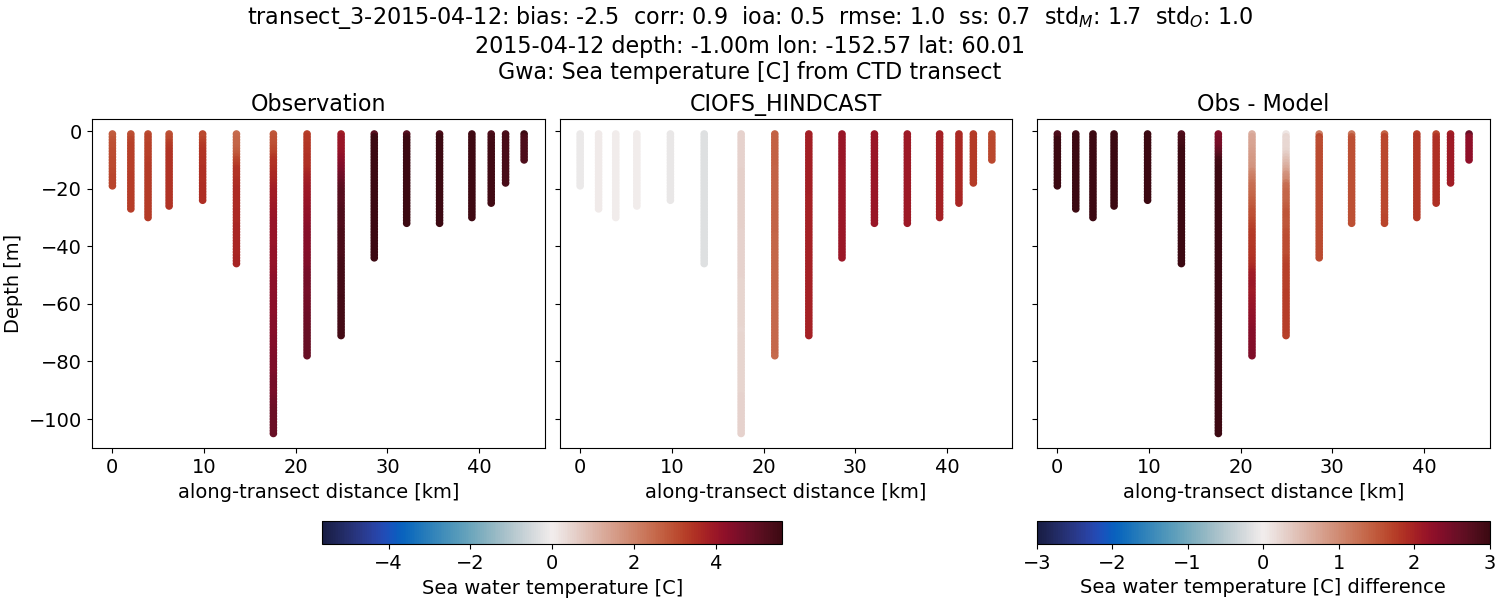 transect_3-2015-04-12: bias: -2.5 corr: 0.9 ioa: 0.5 rmse: 1.0 ss: 0.7 std_M: 1.7 std_O: 1.0
2015-04-12 depth: -1.00m lon: -152.57 lat: 60.01
Gwa: Sea temperature [C] from CTD transect
Observation CIOFS_HINDCAST Obs - Model
0
−20
−40
−60
−80
−100
Depth [m]
0 10 20 30 40 0 10 20 30 40 0 10 20 30 40
along-transect distance [km] along-transect distance [km] along-transect distance [km]
−4 −2 0 2 4 −3 −2 −1 0 1 2 3
Sea water temperature [C] Sea water temperature [C] difference